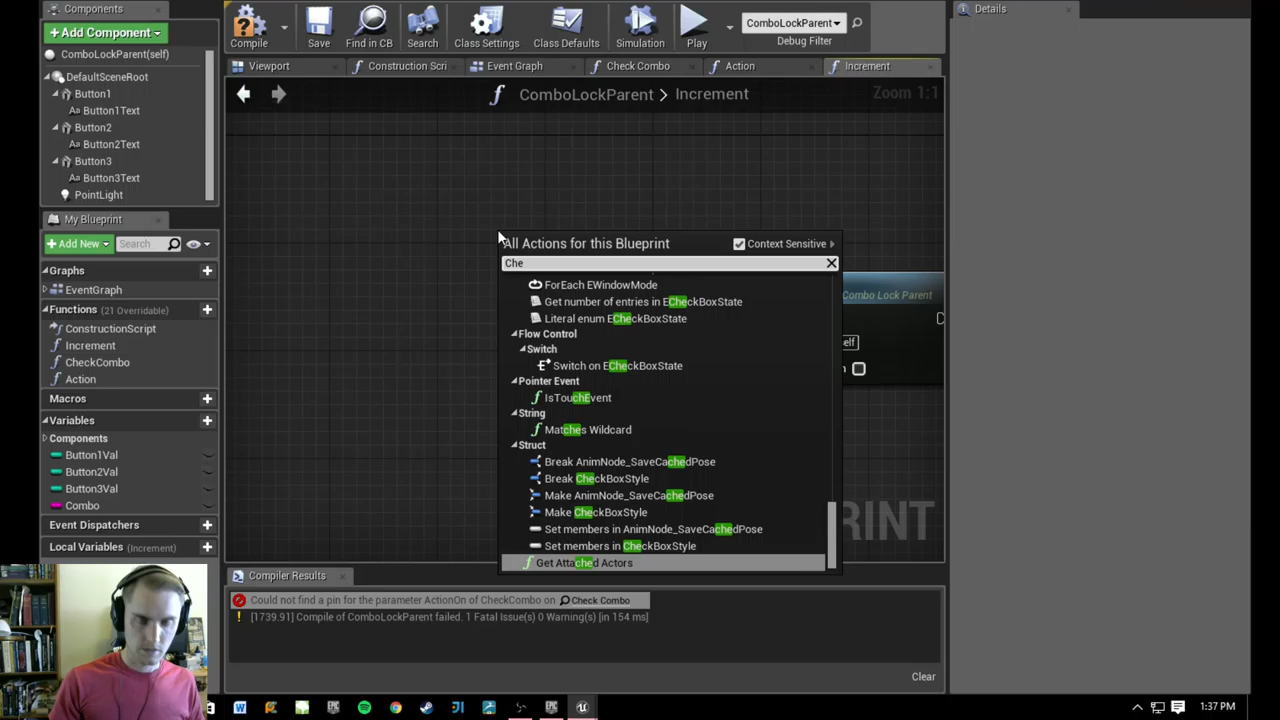 Components
Details
+ Add Component
ComboLockParent(self)
DefaultSceneRoot
Button1
Button1Text
Button2
Button2Text
Button3
Button3Text
PointLight
Compile
Save
Find in CB
Search
Class Settings
Class Defaults
Simulation
Play
ComboLockParent
Debug Filter
Viewport
Construction Scri
Event Graph
Check Combo
Action
Increment
ComboLockParent > Increment
Zoom 1:1
My Blueprint
+ Add New
Search
Graphs
EventGraph
Functions (21 Overridable)
ConstructionScript
Increment
CheckCombo
Action
Macros
Variables
Components
Button1Val
Button2Val
Button3Val
Combo
Event Dispatchers
Local Variables (Increment)
All Actions for this Blueprint
Context Sensitive
Che
ForEach EWindowMode
Get number of entries in ECheckBoxState
Literal enum ECheckBoxState
Flow Control
Switch
Switch on ECheckBoxState
Pointer Event
IsTouchEvent
String
Matches Wildcard
Struct
Break AnimNode_SaveCachedPose
Break CheckBoxStyle
Make AnimNode_SaveCachedPose
Make CheckBoxStyle
Set members in AnimNode_SaveCachedPose
Set members in CheckBoxStyle
Get Attached Actors
Combo Lock Parent
self
RINT
Compiler Results
Could not find a pin for the parameter ActionOn of CheckCombo on Check Combo
[1739.91] Compile of ComboLockParent failed. 1 Fatal Issue(s) 0 Warning(s) [in 154 ms]
Clear
1:37 PM